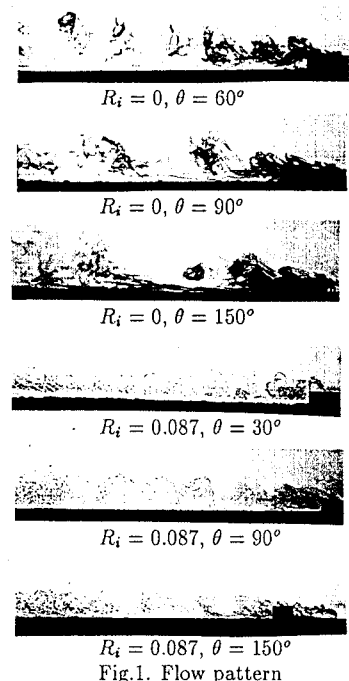 R_i = 0, θ = 60°
R_i = 0, θ = 90°
R_i = 0, θ = 150°
R_i = 0.087, θ = 30°
R_i = 0.087, θ = 90°
R_i = 0.087, θ = 150°
Fig.1. Flow pattern